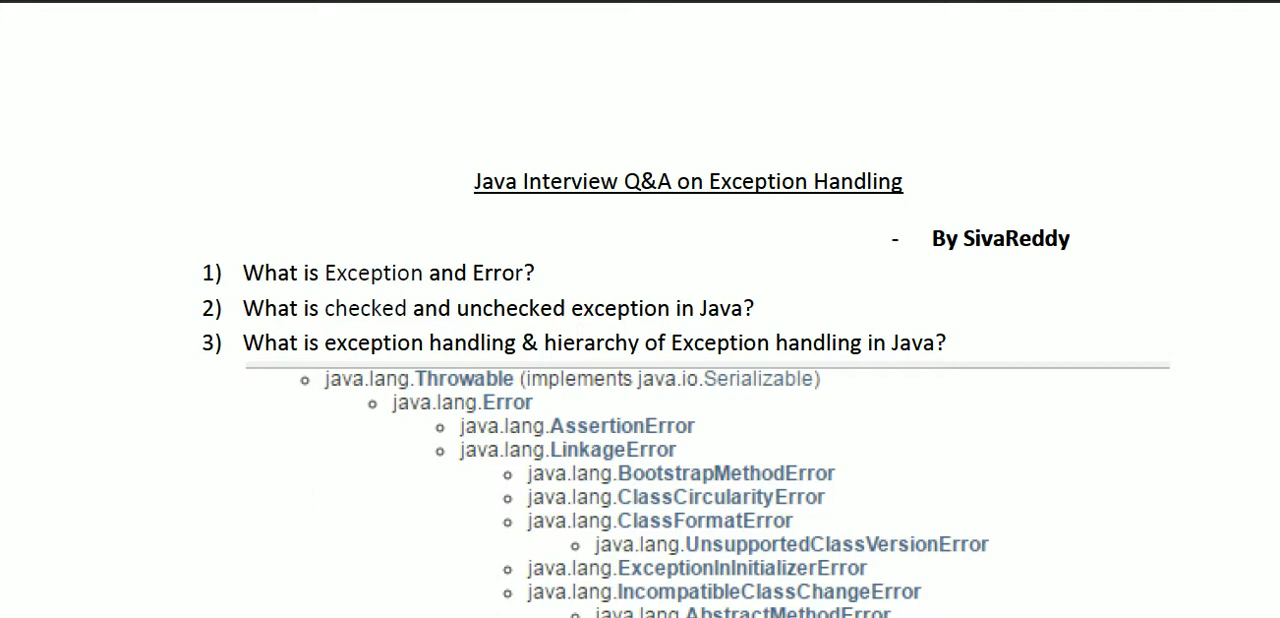 Java Interview Q&A on Exception Handling
- By SivaReddy
1) What is Exception and Error?
2) What is checked and unchecked exception in Java?
3) What is exception handling & hierarchy of Exception handling in Java?
java.lang.Throwable (implements java.io.Serializable)
java.lang.Error
java.lang.AssertionError
java.lang.LinkageError
java.lang.BootstrapMethodError
java.lang.ClassCircularityError
java.lang.ClassFormatError
java.lang.UnsupportedClassVersionError
java.lang.ExceptionInInitializerError
java.lang.IncompatibleClassChangeError
java.lang.AbstractMethodError